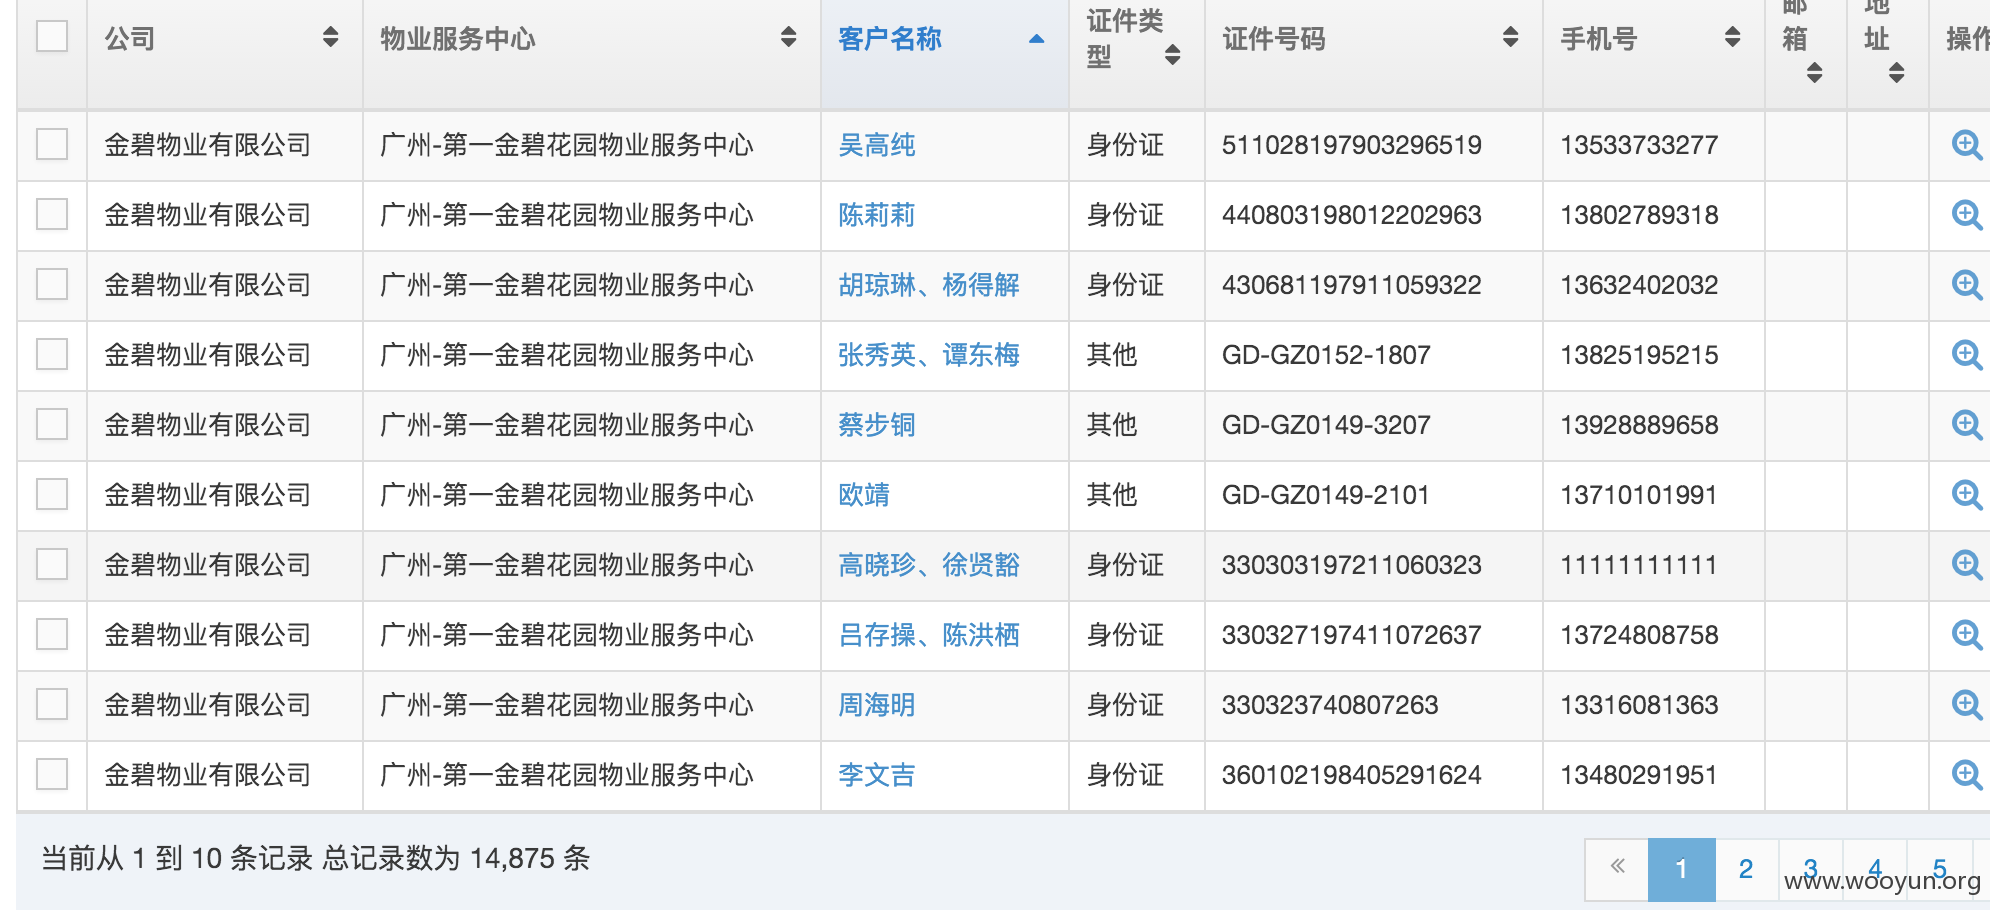 公司 物业服务中心 客户名称 证件类型 证件号码 手机号 邮箱 地址 操作
金碧物业有限公司 广州-第一金碧花园物业服务中心 吴高纯 身份证 511028197903296519 13533733277
金碧物业有限公司 广州-第一金碧花园物业服务中心 陈莉莉 身份证 440803198012202963 13802789318
金碧物业有限公司 广州-第一金碧花园物业服务中心 胡琼琳、杨得解 身份证 430681197911059322 13632402032
金碧物业有限公司 广州-第一金碧花园物业服务中心 张秀英、谭东梅 其他 GD-GZ0152-1807 13825195215
金碧物业有限公司 广州-第一金碧花园物业服务中心 蔡步铜 其他 GD-GZ0149-3207 13928889658
金碧物业有限公司 广州-第一金碧花园物业服务中心 欧靖 其他 GD-GZ0149-2101 13710101991
金碧物业有限公司 广州-第一金碧花园物业服务中心 高晓珍、徐贤豁 身份证 330303197211060323 11111111111
金碧物业有限公司 广州-第一金碧花园物业服务中心 吕存操、陈洪栖 身份证 330327197411072637 13724808758
金碧物业有限公司 广州-第一金碧花园物业服务中心 周海明 身份证 330323740807263 13316081363
金碧物业有限公司 广州-第一金碧花园物业服务中心 李文吉 身份证 360102198405291624 13480291951
当前从 1 到 10 条记录 总记录数为 14,875 条
« 1 2 3 4 5
www.wooyun.org